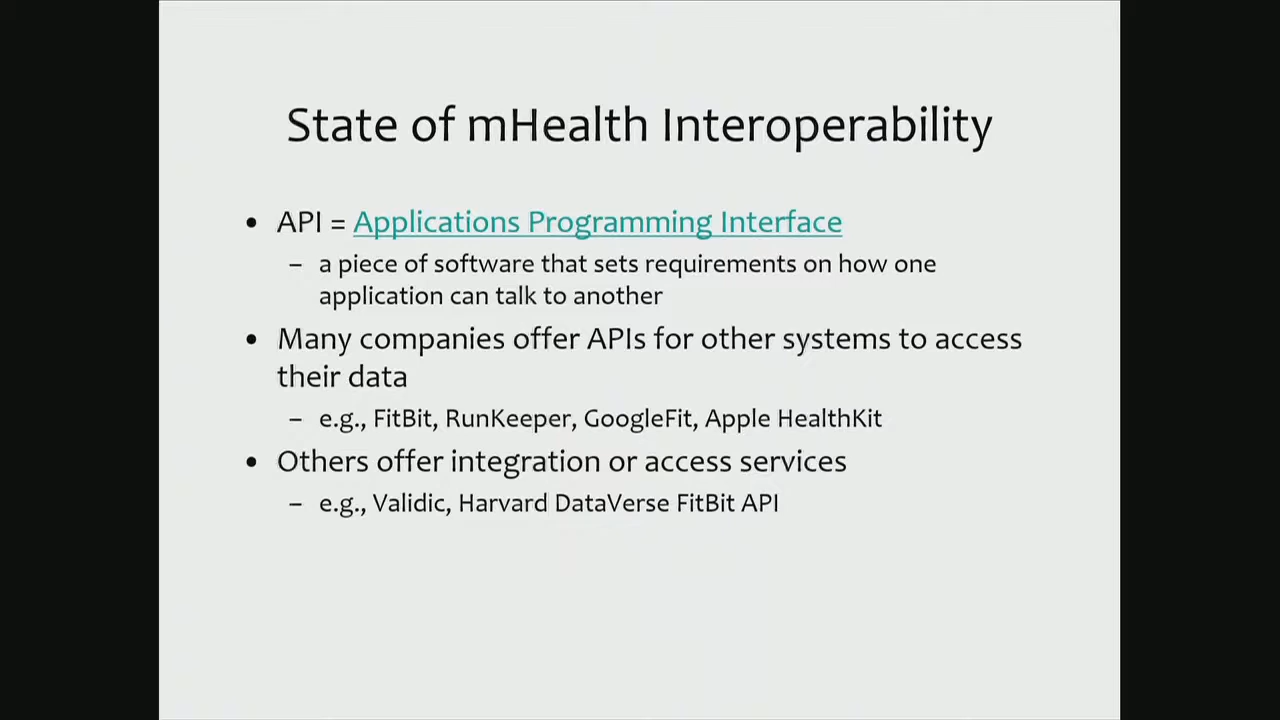 State of mHealth Interoperability
• API = Applications Programming Interface
– a piece of software that sets requirements on how one
application can talk to another
• Many companies offer APIs for other systems to access
their data
– e.g., FitBit, RunKeeper, GoogleFit, Apple HealthKit
• Others offer integration or access services
– e.g., Validic, Harvard DataVerse FitBit API